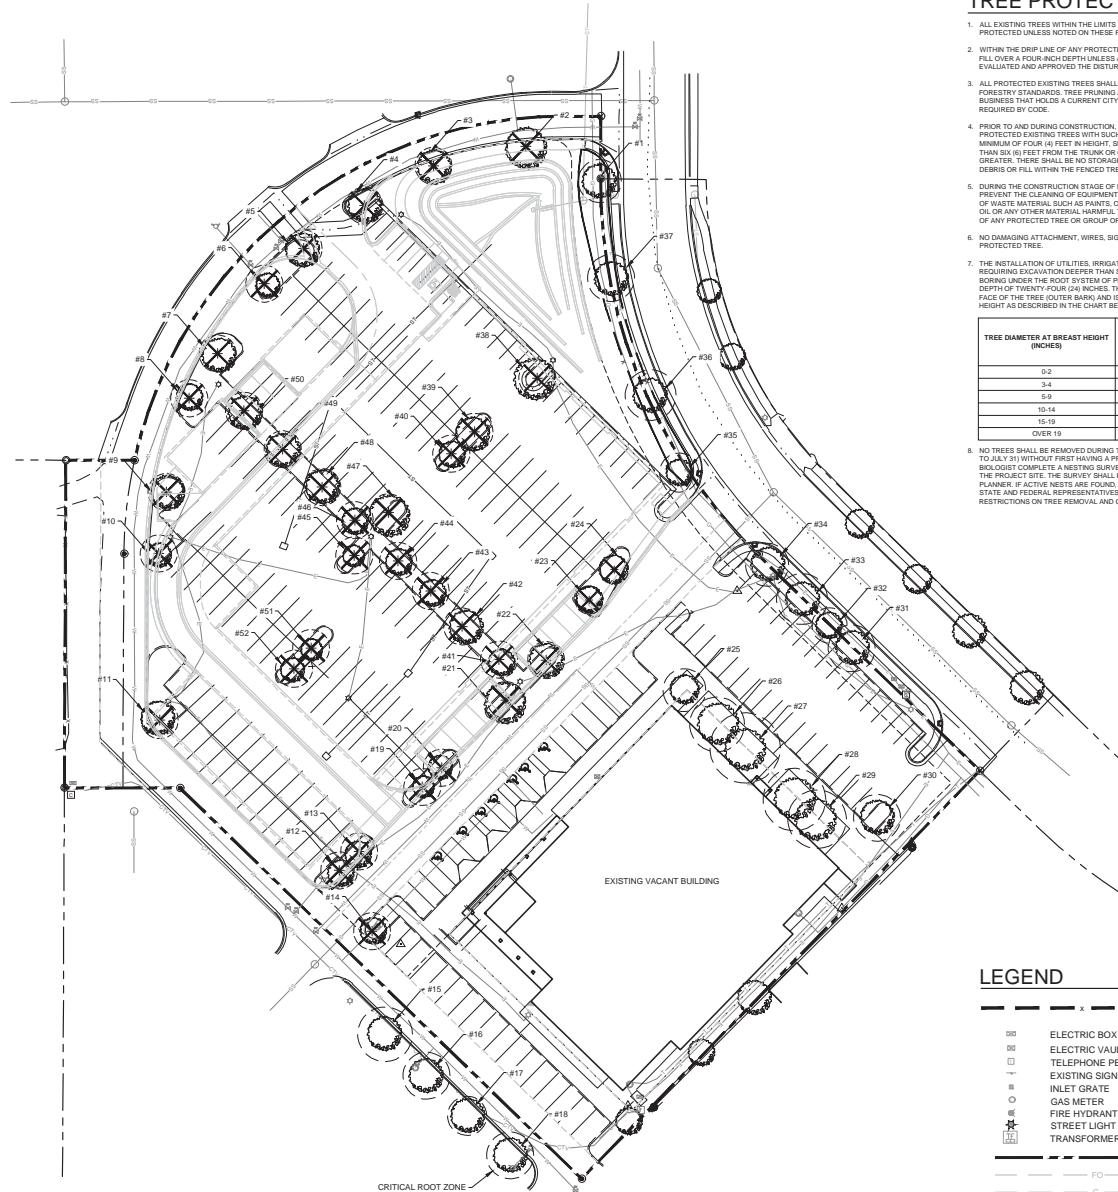 TREE PROTEC
1. ALL EXISTING TREES WITHIN THE LIMITS
PROTECTED UNLESS NOTED ON THESE
2. WITHIN THE DRIP LINE OF ANY PROTECT
FILL OVER A FOUR-INCH DEPTH UNLESS
EVALUATED AND APPROVED THE DISTUR
3. ALL PROTECTED EXISTING TREES SHALL
FORESTRY STANDARDS. TREE PRUNING
BUSINESS THAT HOLDS A CURRENT CITY
REQUIRED BY CODE.
4. PRIOR TO AND DURING CONSTRUCTION,
PROTECTED EXISTING TREES WITH SUCH
MINIMUM OF FOUR (4) FEET IN HEIGHT,
THAN SIX (6) FEET FROM THE TRUNK OR
GREATER. THERE SHALL BE NO STORAG
DEBRIS OR FILL WITHIN THE FENCED TRE
5. DURING THE CONSTRUCTION STAGE OF
PREVENT THE CLEANING OF EQUIPMENT
OF WASTE MATERIAL SUCH AS PAINTS,
OIL OR ANY OTHER MATERIAL HARMFUL
OF ANY PROTECTED TREE OR GROUP OF
6. NO DAMAGING ATTACHMENT, WIRES, SIG
PROTECTED TREE.
7. THE INSTALLATION OF UTILITIES, IRRIGAT
REQUIRING EXCAVATION DEEPER THAN
BORING UNDER THE ROOT SYSTEM OF
DEPTH OF TWENTY-FOUR (24) INCHES.
FACE OF THE TREE (OUTER BARK) AND IS
HEIGHT AS DESCRIBED IN THE CHART BE
TREE DIAMETER AT BREAST HEIGHT
(INCHES)
0-2
3-4
5-9
10-14
15-19
OVER 19
8. NO TREES SHALL BE REMOVED DURING
TO JULY 31) WITHOUT FIRST HAVING A
BIOLOGIST COMPLETE A NESTING SURVE
THE PROJECT SITE. THE SURVEY SHALL
PLANNER. IF ACTIVE NESTS ARE FOUND,
STATE AND FEDERAL REPRESENTATIVES
RESTRICTIONS ON TREE REMOVAL AND
#2
#3
#1
#4
#5
#37
#6
#7
#38
#36
#8
#50
#39
#49
#40
#48
#35
#9
#47
#46
#45
#44
#24
#34
#10
#43
#23
#33
#42
#32
#51
#22
#31
#52
#41
#25
#21
#11
#26
#27
#20
#19
#28
#29
#30
#13
#12
EXISTING VACANT BUILDING
#14
#15
#16
#17
#18
CRITICAL ROOT ZONE
LEGEND
x
ELECTRIC BOX
ELECTRIC VAU
TELEPHONE PE
EXISTING SIGN
INLET GRATE
GAS METER
FIRE HYDRANT
STREET LIGHT
TRANSFORMER
FO
G